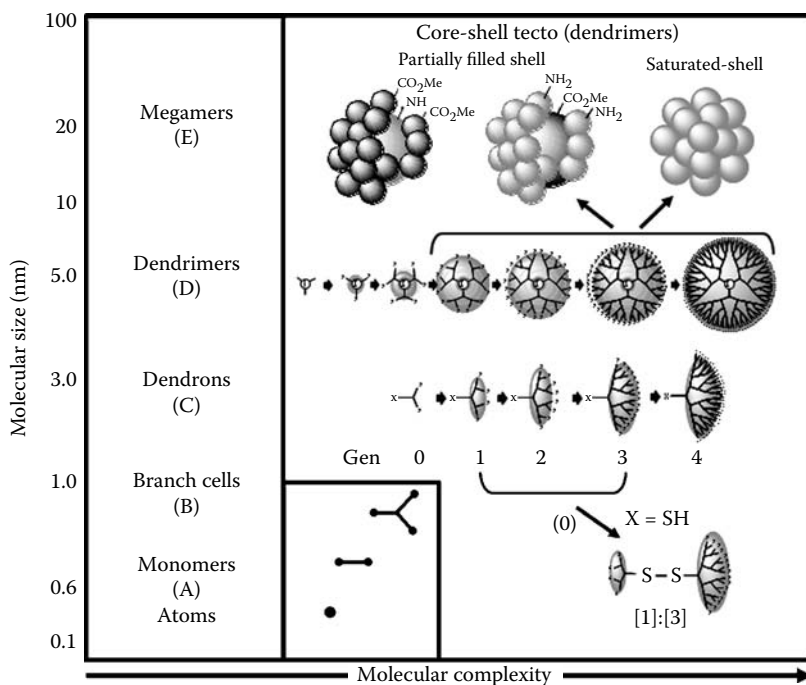 100
20
10
5.0
3.0
1.0
0.6
0.1
Molecular size (nm)
Megamers
(E)
Dendrimers
(D)
Dendrons
(C)
Branch cells
(B)
Monomers
(A)
Atoms
Core-shell tecto (dendrimers)
Partially filled shell
Saturated-shell
CO₂Me
NH
CO₂Me
NH₂
CO₂Me
NH₂
x
x
x
x
Gen 0 1 2 3 4
(0)
X = SH
S – S
[1]:[3]
Molecular complexity